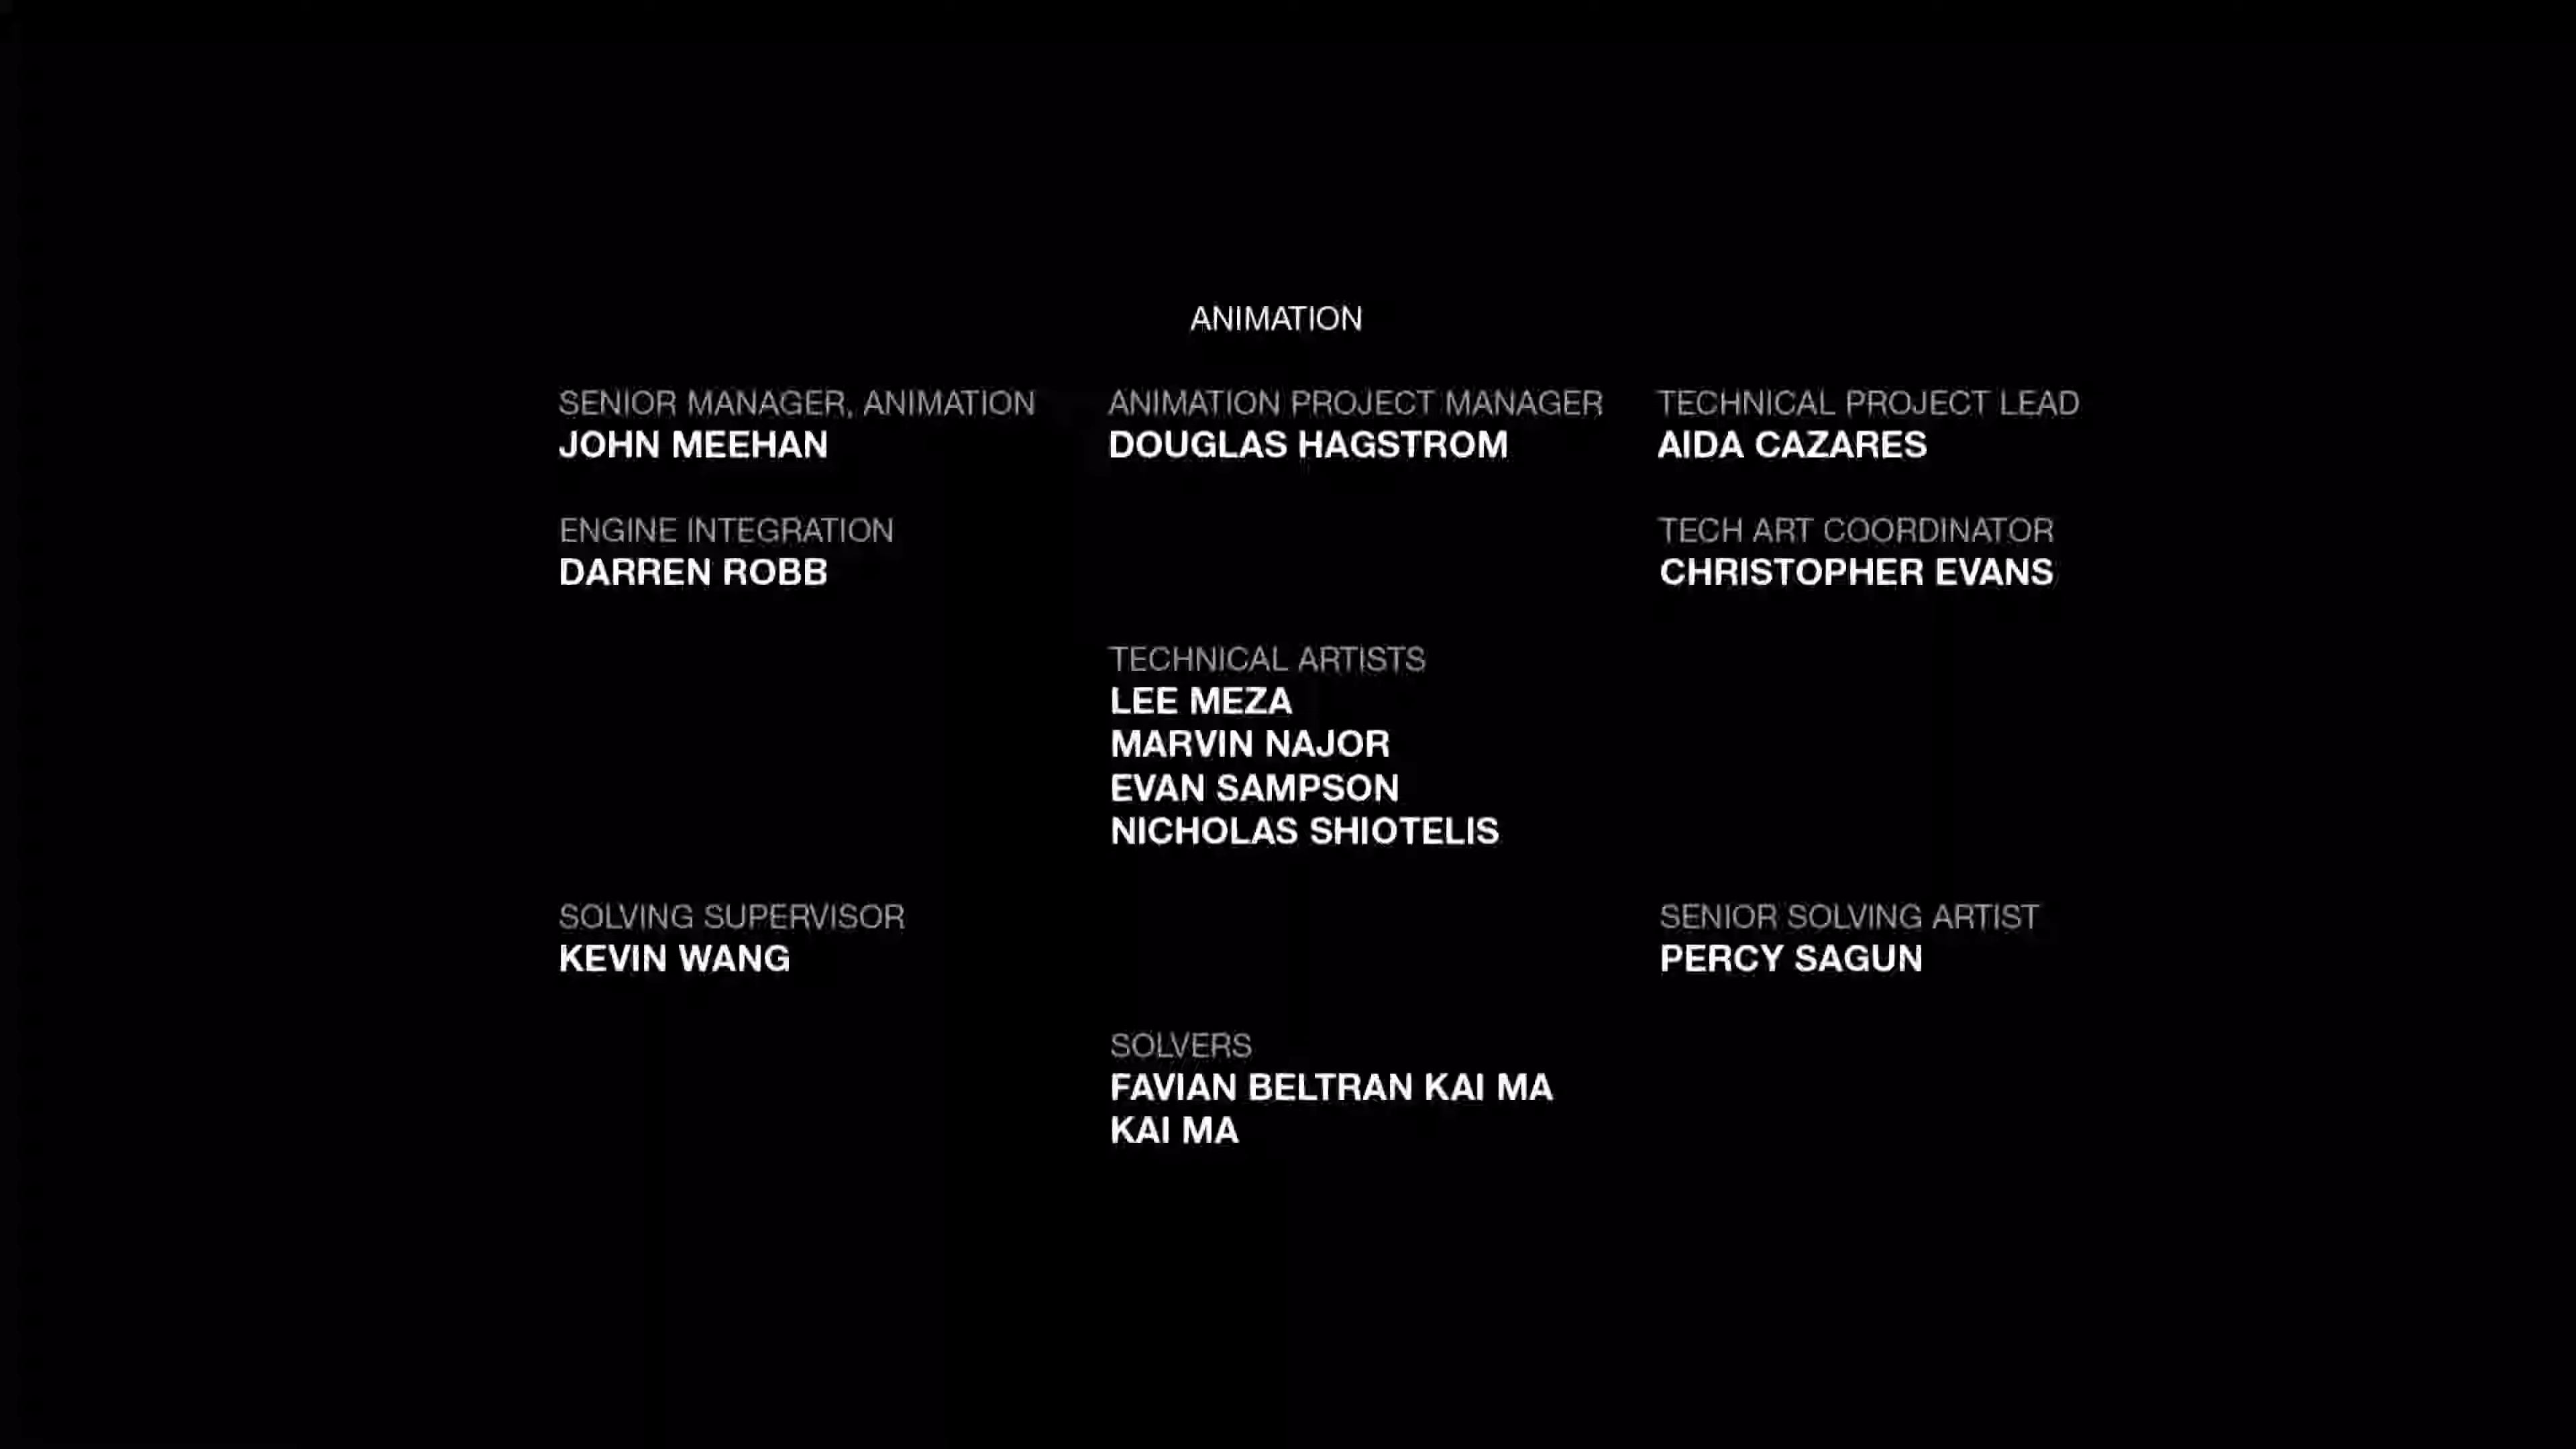 ANIMATION
SENIOR MANAGER, ANIMATION
JOHN MEEHAN
ANIMATION PROJECT MANAGER
DOUGLAS HAGSTROM
TECHNICAL PROJECT LEAD
AIDA CAZARES
ENGINE INTEGRATION
DARREN ROBB
TECH ART COORDINATOR
CHRISTOPHER EVANS
TECHNICAL ARTISTS
LEE MEZA
MARVIN NAJOR
EVAN SAMPSON
NICHOLAS SHIOTELIS
SOLVING SUPERVISOR
KEVIN WANG
SENIOR SOLVING ARTIST
PERCY SAGUN
SOLVERS
FAVIAN BELTRAN KAI MA
KAI MA